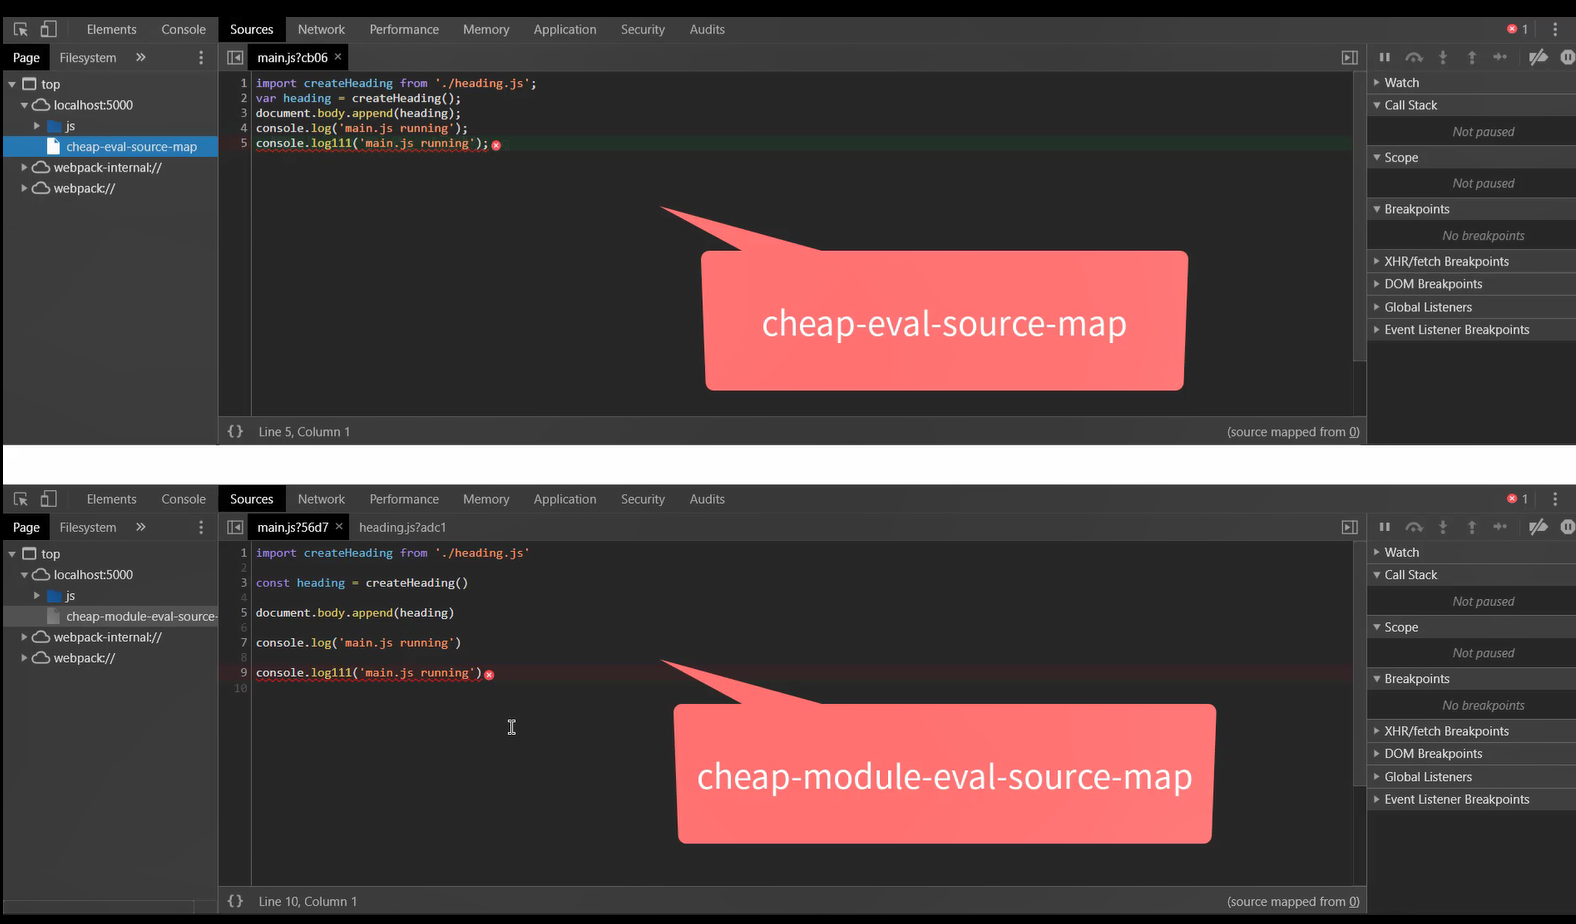 Elements Console Sources Network Performance Memory Application Security Audits 1
Page Filesystem » main.js?cb06 ×
top
localhost:5000
js
cheap-eval-source-map
webpack-internal://
webpack://
1 import createHeading from './heading.js';
2 var heading = createHeading();
3 document.body.append(heading);
4 console.log('main.js running');
5 console.log111('main.js running');
cheap-eval-source-map
{} Line 5, Column 1 (source mapped from 0)
Watch
Call Stack
Not paused
Scope
Not paused
Breakpoints
No breakpoints
XHR/fetch Breakpoints
DOM Breakpoints
Global Listeners
Event Listener Breakpoints
Elements Console Sources Network Performance Memory Application Security Audits 1
Page Filesystem » main.js?56d7 × heading.js?adc1
top
localhost:5000
js
cheap-module-eval-source-
webpack-internal://
webpack://
1 import createHeading from './heading.js'
2
3 const heading = createHeading()
4
5 document.body.append(heading)
6
7 console.log('main.js running')
8
9 console.log111('main.js running')
10
cheap-module-eval-source-map
{} Line 10, Column 1 (source mapped from 0)
Watch
Call Stack
Not paused
Scope
Not paused
Breakpoints
No breakpoints
XHR/fetch Breakpoints
DOM Breakpoints
Global Listeners
Event Listener Breakpoints